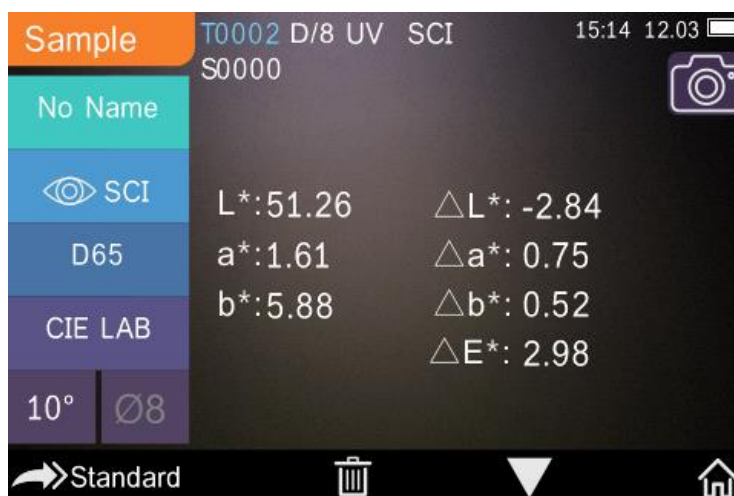 Sample
T0002 D/8 UV SCI 15:14 12.03
S0000
No Name
SCI
D65
CIE LAB
10° Ø8
L*:51.26 △L*: -2.84
a*:1.61 △a*: 0.75
b*:5.88 △b*: 0.52
△E*: 2.98
Standard